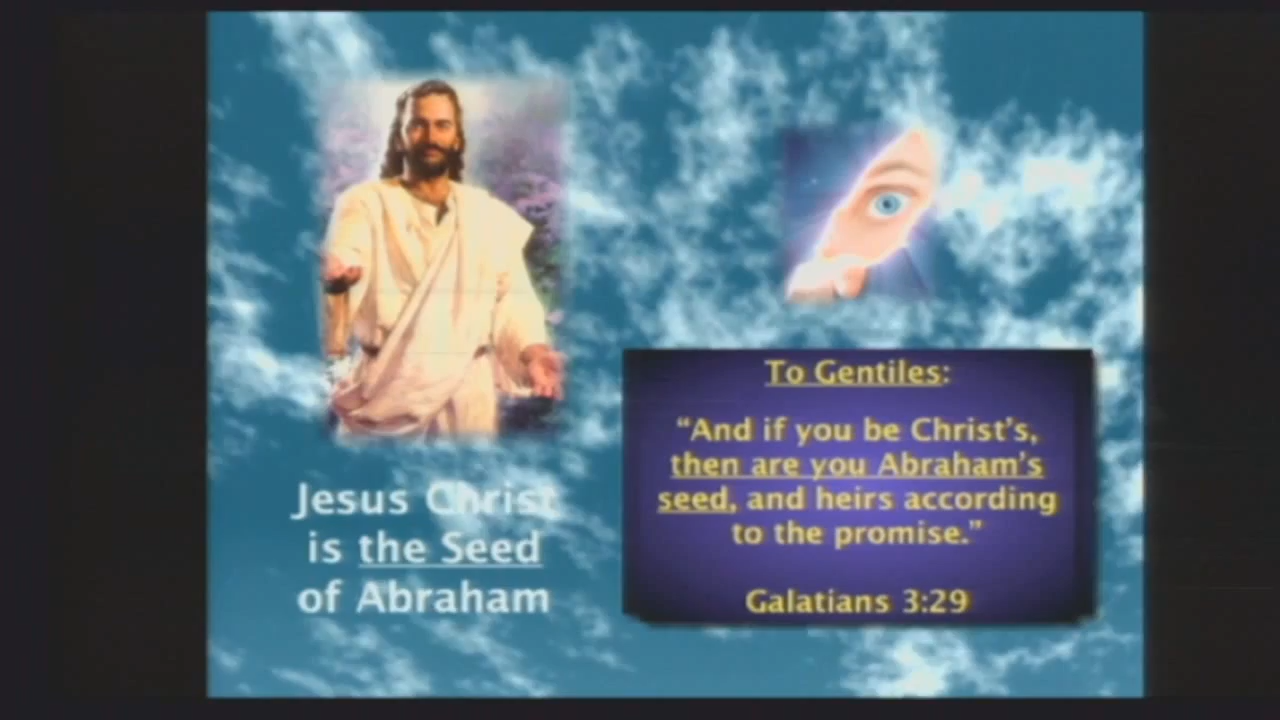 Jesus Christ
is the Seed
of Abraham
To Gentiles:
“And if you be Christ’s,
then are you Abraham’s
seed, and heirs according
to the promise.”
Galatians 3:29